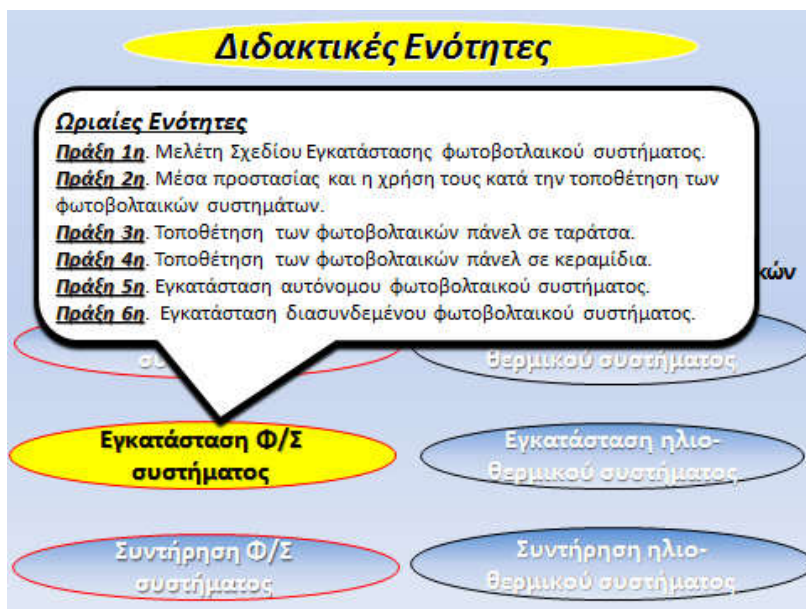 Διδακτικές Ενότητες
Ωριαίες Ενότητες
Πράξη 1η. Μελέτη Σχεδίου Εγκατάστασης φωτοβοτλαικού συστήματος.
Πράξη 2η. Μέσα προστασίας και η χρήση τους κατά την τοποθέτηση των
φωτοβολταικών συστημάτων.
Πράξη 3η. Τοποθέτηση των φωτοβολταικών πάνελ σε ταράτσα.
Πράξη 4η. Τοποθέτηση των φωτοβολταικών πάνελ σε κεραμίδια.
Πράξη 5η. Εγκατάσταση αυτόνομου φωτοβολταικού συστήματος.
Πράξη 6η. Εγκατάσταση διασυνδεμένου φωτοβολταικού συστήματος.
θερμικού συστήματος
Εγκατάσταση Φ/Σ
συστήματος
Εγκατάσταση ηλιο-
θερμικού συστήματος
Συντήρηση Φ/Σ
συστήματος
Συντήρηση ηλιο-
θερμικού συστήματος